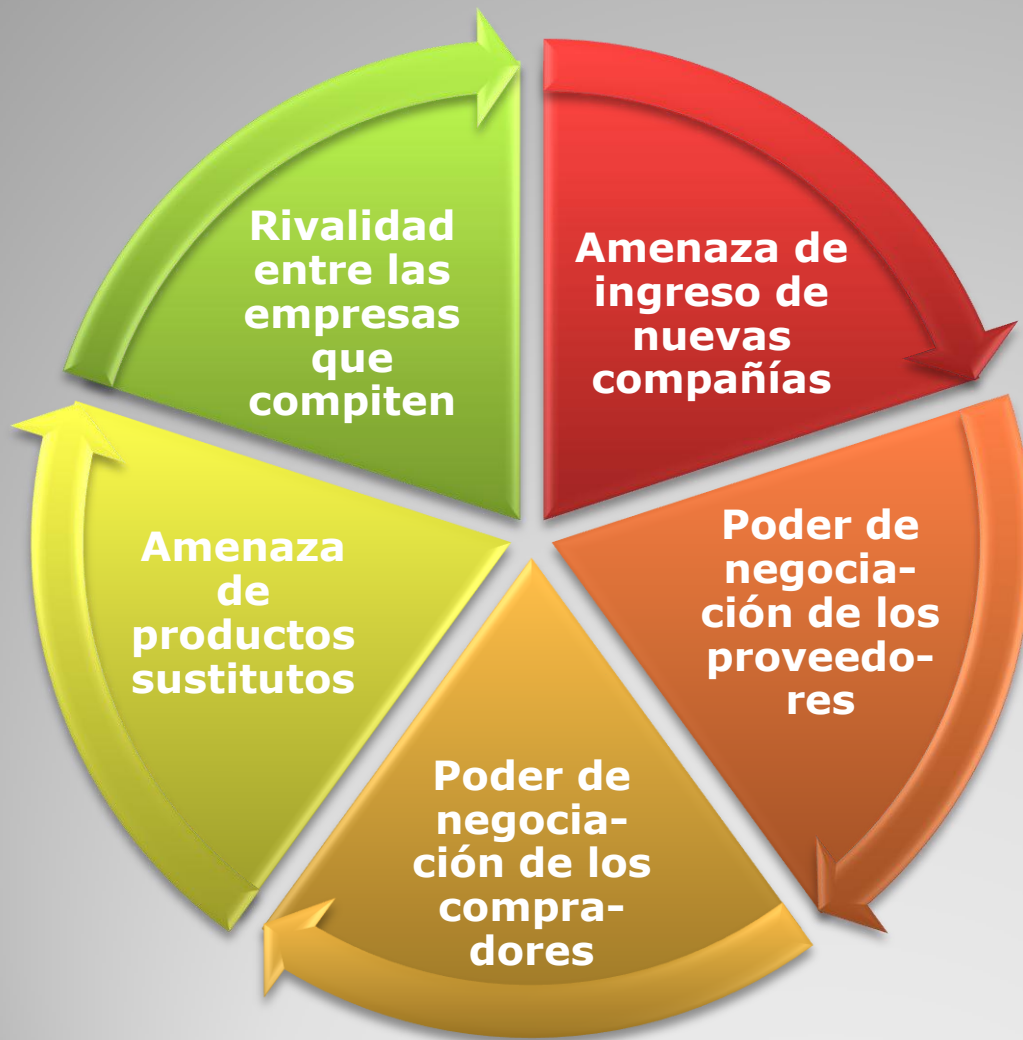 Rivalidad
entre las
empresas
que
compiten
Amenaza de
ingreso de
nuevas
compañías
Poder de
negocia-
ción de los
proveedo-
res
Poder de
negocia-
ción de los
compra-
dores
Amenaza
de
productos
sustitutos